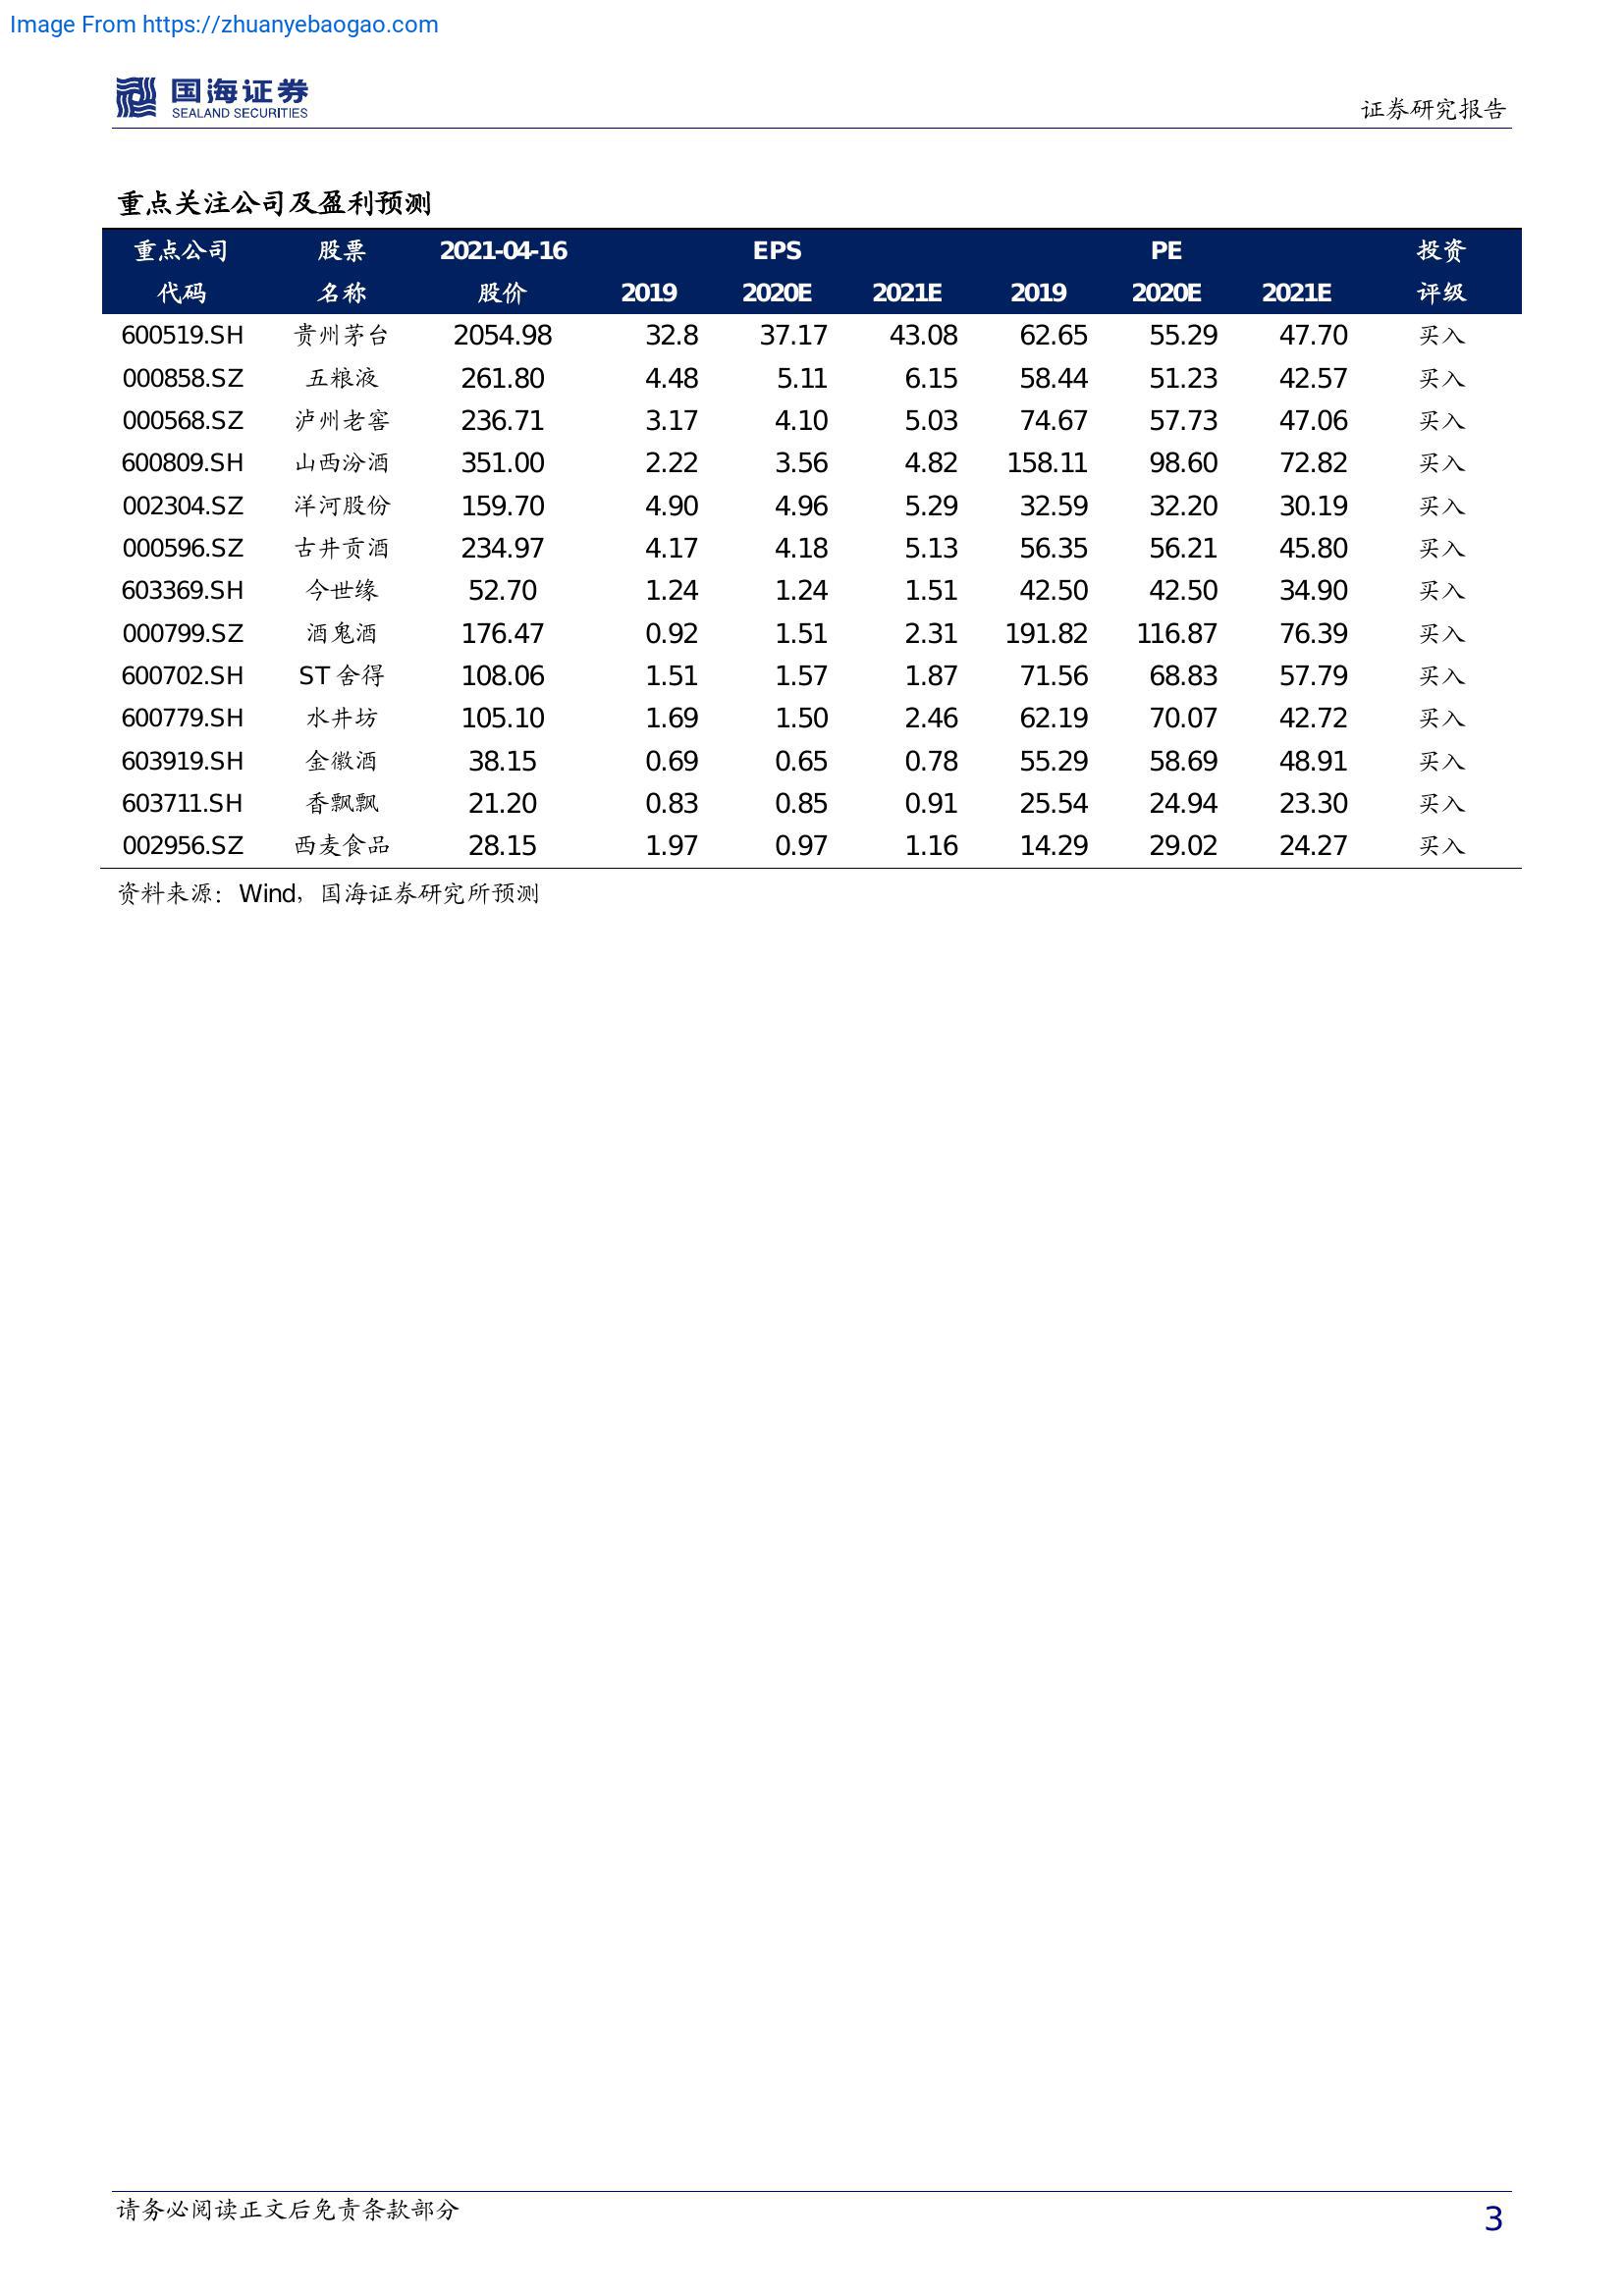 Image From https://zhuanyebaogao.com
国海证券
SEALAND SECURITIES
证券研究报告
重点关注公司及盈利预测
重点公司 股票 2021-04-16 EPS PE 投资
代码 名称 股价 2019 2020E 2021E 2019 2020E 2021E 评级
600519.SH 贵州茅台 2054.98 32.8 37.17 43.08 62.65 55.29 47.70 买入
000858.SZ 五粮液 261.80 4.48 5.11 6.15 58.44 51.23 42.57 买入
000568.SZ 泸州老窖 236.71 3.17 4.10 5.03 74.67 57.73 47.06 买入
600809.SH 山西汾酒 351.00 2.22 3.56 4.82 158.11 98.60 72.82 买入
002304.SZ 洋河股份 159.70 4.90 4.96 5.29 32.59 32.20 30.19 买入
000596.SZ 古井贡酒 234.97 4.17 4.18 5.13 56.35 56.21 45.80 买入
603369.SH 今世缘 52.70 1.24 1.24 1.51 42.50 42.50 34.90 买入
000799.SZ 酒鬼酒 176.47 0.92 1.51 2.31 191.82 116.87 76.39 买入
600702.SH ST 舍得 108.06 1.51 1.57 1.87 71.56 68.83 57.79 买入
600779.SH 水井坊 105.10 1.69 1.50 2.46 62.19 70.07 42.72 买入
603919.SH 金徽酒 38.15 0.69 0.65 0.78 55.29 58.69 48.91 买入
603711.SH 香飘飘 21.20 0.83 0.85 0.91 25.54 24.94 23.30 买入
002956.SZ 西麦食品 28.15 1.97 0.97 1.16 14.29 29.02 24.27 买入
资料来源：Wind，国海证券研究所预测
请务必阅读正文后免责条款部分
3